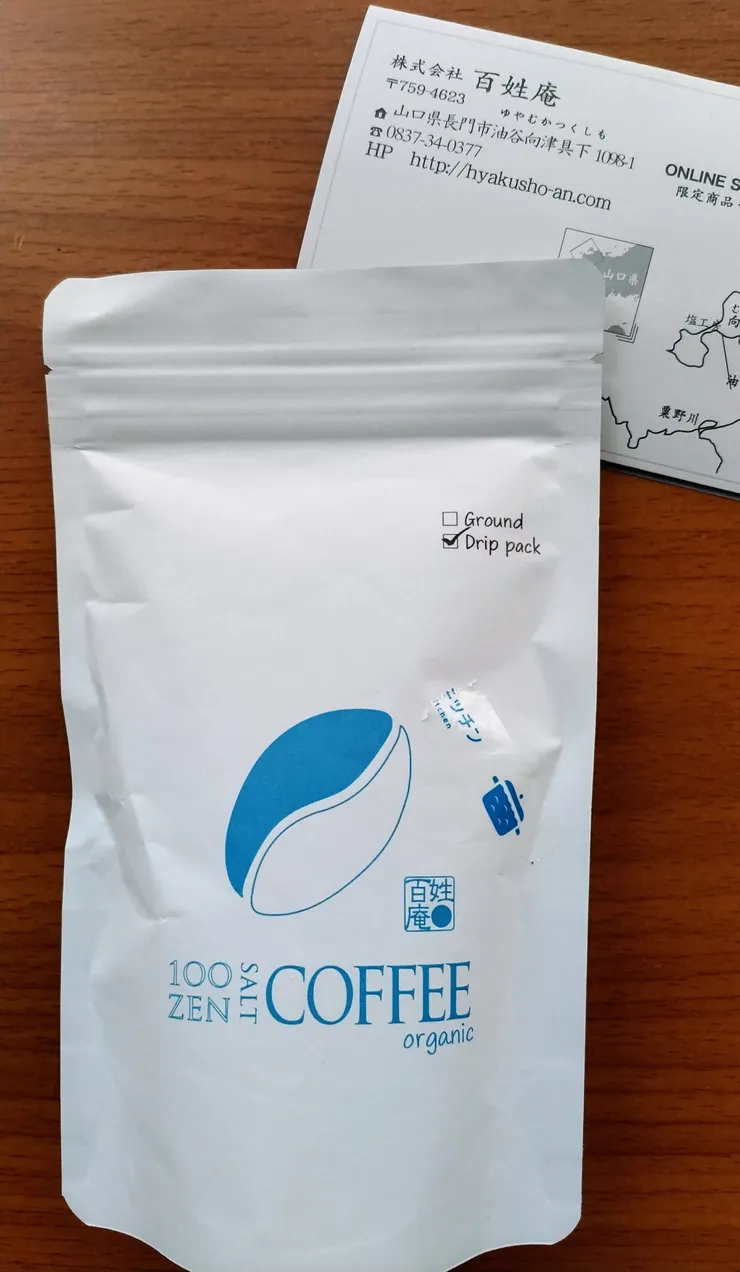 株式会社 百姓庵
〒759-4623
ゆやむかつくしも
山口県長門市油谷向津具下 1098-1
0837-34-0377
HP http://hyakusho-an.com
ONLINE S
限定商品
山口県
塩工
向
油
粟野川
Ground
Drip pack
キッチン
itchen
百姓
庵
100 SALT COFFEE
ZEN
organic